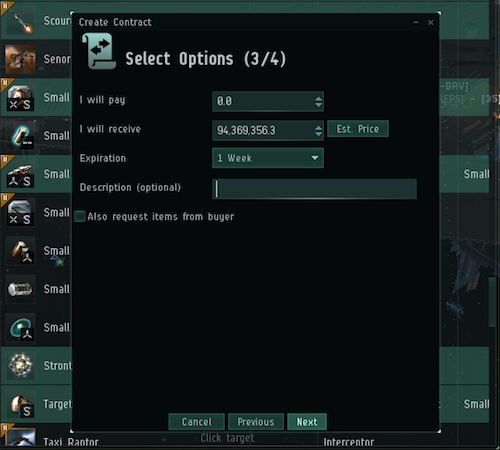 Create Contract
Scour
Select Options (3/4)
Senor
I will pay
0.0
Small
I will receive
94,369,356.3
Est. Price
Small
Expiration
1 Week
Small
Small
Description (optional)
Small
Also request items from buyer
Small
Small
Small
Stront
Target
Small
Cancel
Previous
Next
Click target
Taxi Raptor
Interceptor